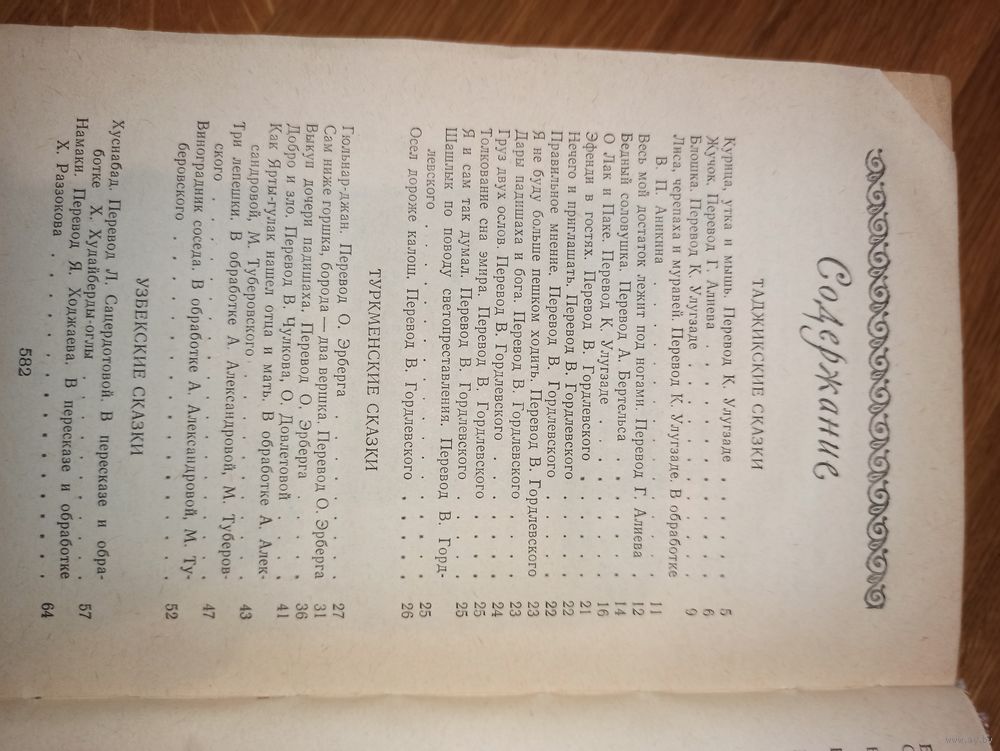 Содержание
ТАДЖИКСКИЕ СКАЗКИ
Курица, утка и мышь. Перевод К. Улугзаде . . . . . 5
Жучок. Перевод Г. Алиева . . . . . . . . 6
Блошка. Перевод К. Улугзаде . . . . . . . 9
Лиса, черепаха и муравей. Перевод К. Улугзаде. В обработке
В. П. Аникина . . . . . . . . . . 11
Весь мой достаток лежит под ногами. Перевод Г. Алиева . 12
Бедный соловушка. Перевод А. Бертельса . . . . . 14
О Лак и Паке. Перевод К. Улугзаде . . . . . . 16
Эфенди в гостях. Перевод В. Гордлевского . . . . . 21
Нечего и приглашать. Перевод В. Гордлевского . . . . 22
Правильное мнение. Перевод В. Гордлевского . . . . 22
Я не буду больше пешком ходить. Перевод В. Гордлевского 23
Дары падишаха и бога. Перевод В. Гордлевского . . . 23
Груз двух ослов. Перевод В. Гордлевского . . . . . 24
Толкование сна эмира. Перевод В. Гордлевского . . . 25
Я и сам так думал. Перевод В. Гордлевского . . . . 25
Шашлык по поводу светопреставления. Перевод В. Горд-
левского . . . . . . . . . . . . 25
Осел дороже калош. Перевод В. Гордлевского . . . . 26
ТУРКМЕНСКИЕ СКАЗКИ
Гюльнар-джан. Перевод О. Эрберга . . . . . . 27
Сам ниже горшка, борода — два вершка. Перевод О. Эрберга 31
Выкуп дочери падишаха. Перевод О. Эрберга . . . . 36
Добро и зло. Перевод В. Чулкова, О. Довлетовой . . . 41
Как Ярты-гулак нашел отца и мать. В обработке А. Алек-
сандровой, М. Туберовского . . . . . . . . 43
Три лепешки. В обработке А. Александровой, М. Туберов-
ского . . . . . . . . . . . . . 47
Виноградник соседа. В обработке А. Александровой, М. Ту-
беровского . . . . . . . . . . . 52
УЗБЕКСКИЕ СКАЗКИ
Хуснабад. Перевод Л. Сацердотовой. В пересказе и обра-
ботке Х. Худайберды-оглы . . . . . . . . 57
Намаки. Перевод Я. Ходжаева. В пересказе и обработке
Х. Раззокова . . . . . . . . . . . 64
582
www.ay.by